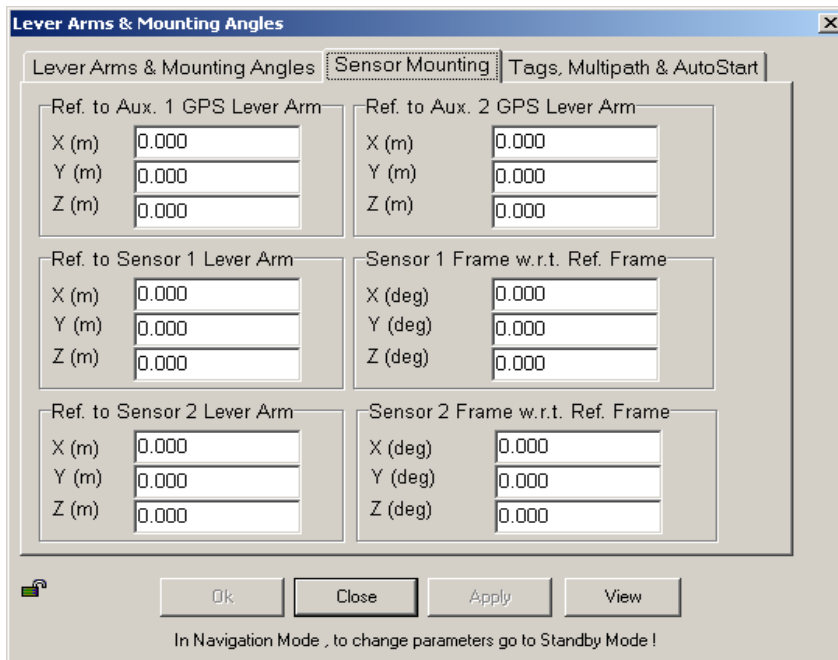 Lever Arms & Mounting Angles
Lever Arms & Mounting Angles Sensor Mounting Tags, Multipath & AutoStart
Ref. to Aux. 1 GPS Lever Arm Ref. to Aux. 2 GPS Lever Arm
X (m) 0.000 X (m) 0.000
Y (m) 0.000 Y (m) 0.000
Z (m) 0.000 Z (m) 0.000
Ref. to Sensor 1 Lever Arm Sensor 1 Frame w.r.t. Ref. Frame
X (m) 0.000 X (deg) 0.000
Y (m) 0.000 Y (deg) 0.000
Z (m) 0.000 Z (deg) 0.000
Ref. to Sensor 2 Lever Arm Sensor 2 Frame w.r.t. Ref. Frame
X (m) 0.000 X (deg) 0.000
Y (m) 0.000 Y (deg) 0.000
Z (m) 0.000 Z (deg) 0.000
Ok Close Apply View
In Navigation Mode , to change parameters go to Standby Mode !